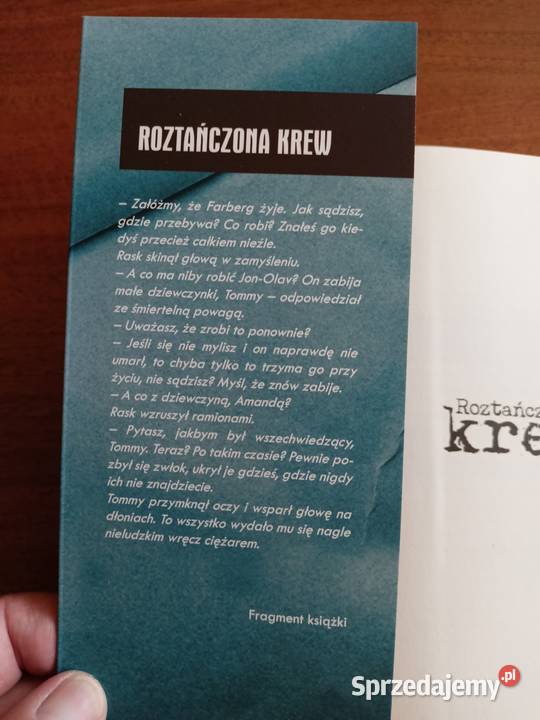 ROZTAŃCZONA KREW
– Załóżmy, że Farberg żyje. Jak sądzisz,
gdzie przebywa? Co robi? Znałeś go kie-
dyś przecież całkiem nieźle.
Rask skinął głową w zamyśleniu.
– A co ma niby robić Jon-Olav? On zabija
małe dziewczynki, Tommy – odpowiedział
ze śmiertelną powagą.
– Uważasz, że zrobi to ponownie?
– Jeśli się nie mylisz i on naprawdę nie
umarł, to chyba tylko to trzyma go przy
życiu, nie sądzisz? Myśl, że znów zabije.
– A co z dziewczyną, Amandą?
Rask wzruszył ramionami.
– Pytasz, jakbym był wszechwiedzący,
Tommy. Teraz? Po takim czasie? Pewnie po-
zbył się zwłok, ukrył je gdzieś, gdzie nigdy
ich nie znajdziecie.
Tommy przymknął oczy i wsparł głowę na
dłoniach. To wszystko wydało mu się nagle
nieludzkim wręcz ciężarem.
Fragment książki
Roztańcz
kre
Sprzedajemy.pl